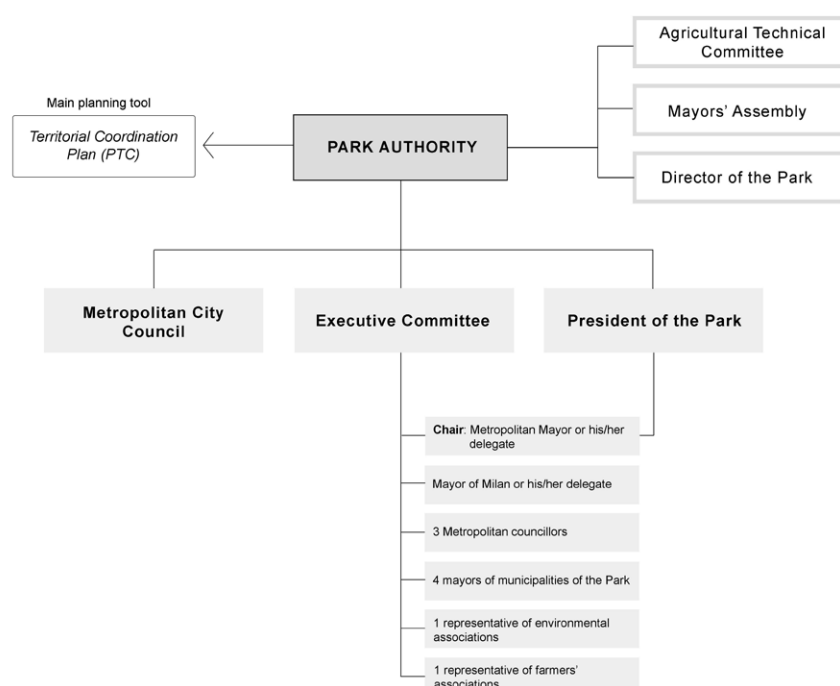 Agricultural Technical
Committee
Main planning tool
Territorial Coordination
Plan (PTC)
PARK AUTHORITY
Mayors' Assembly
Director of the Park
Metropolitan City
Council
Executive Committee
President of the Park
Chair: Metropolitan Mayor or his/her
delegate
Mayor of Milan or his/her delegate
3 Metropolitan councillors
4 mayors of municipalities of the Park
1 representative of environmental
associations
1 representative of farmers'
associations